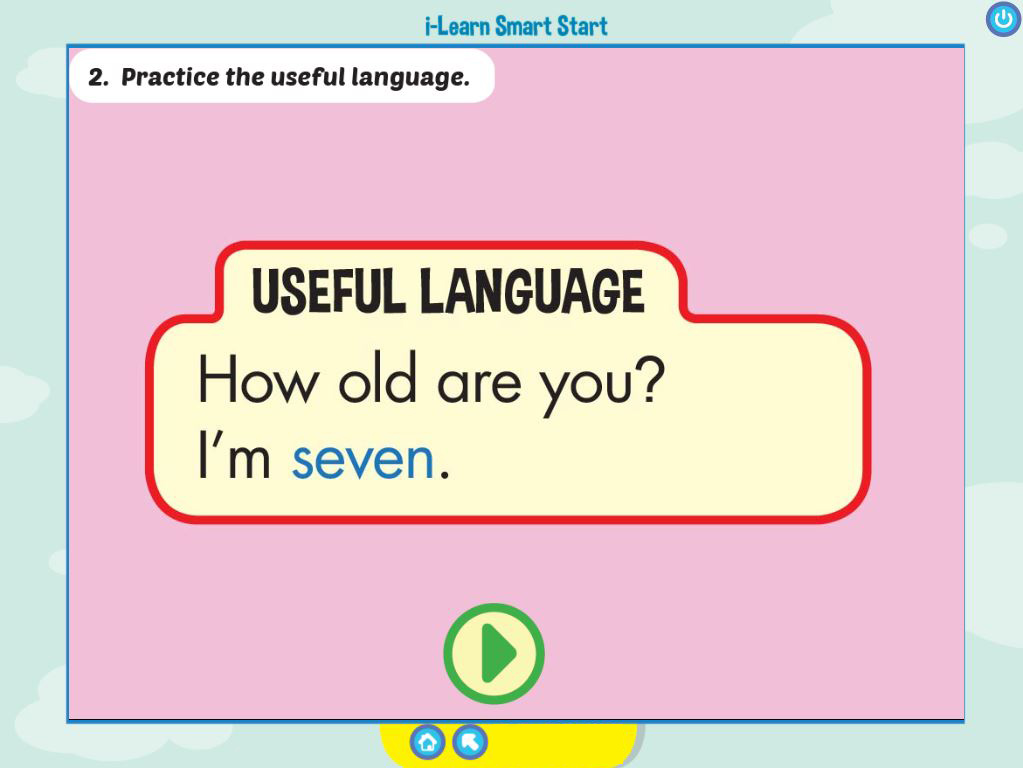 i-Learn Smart Start
2. Practice the useful language.
USEFUL LANGUAGE
How old are you?
I'm seven.